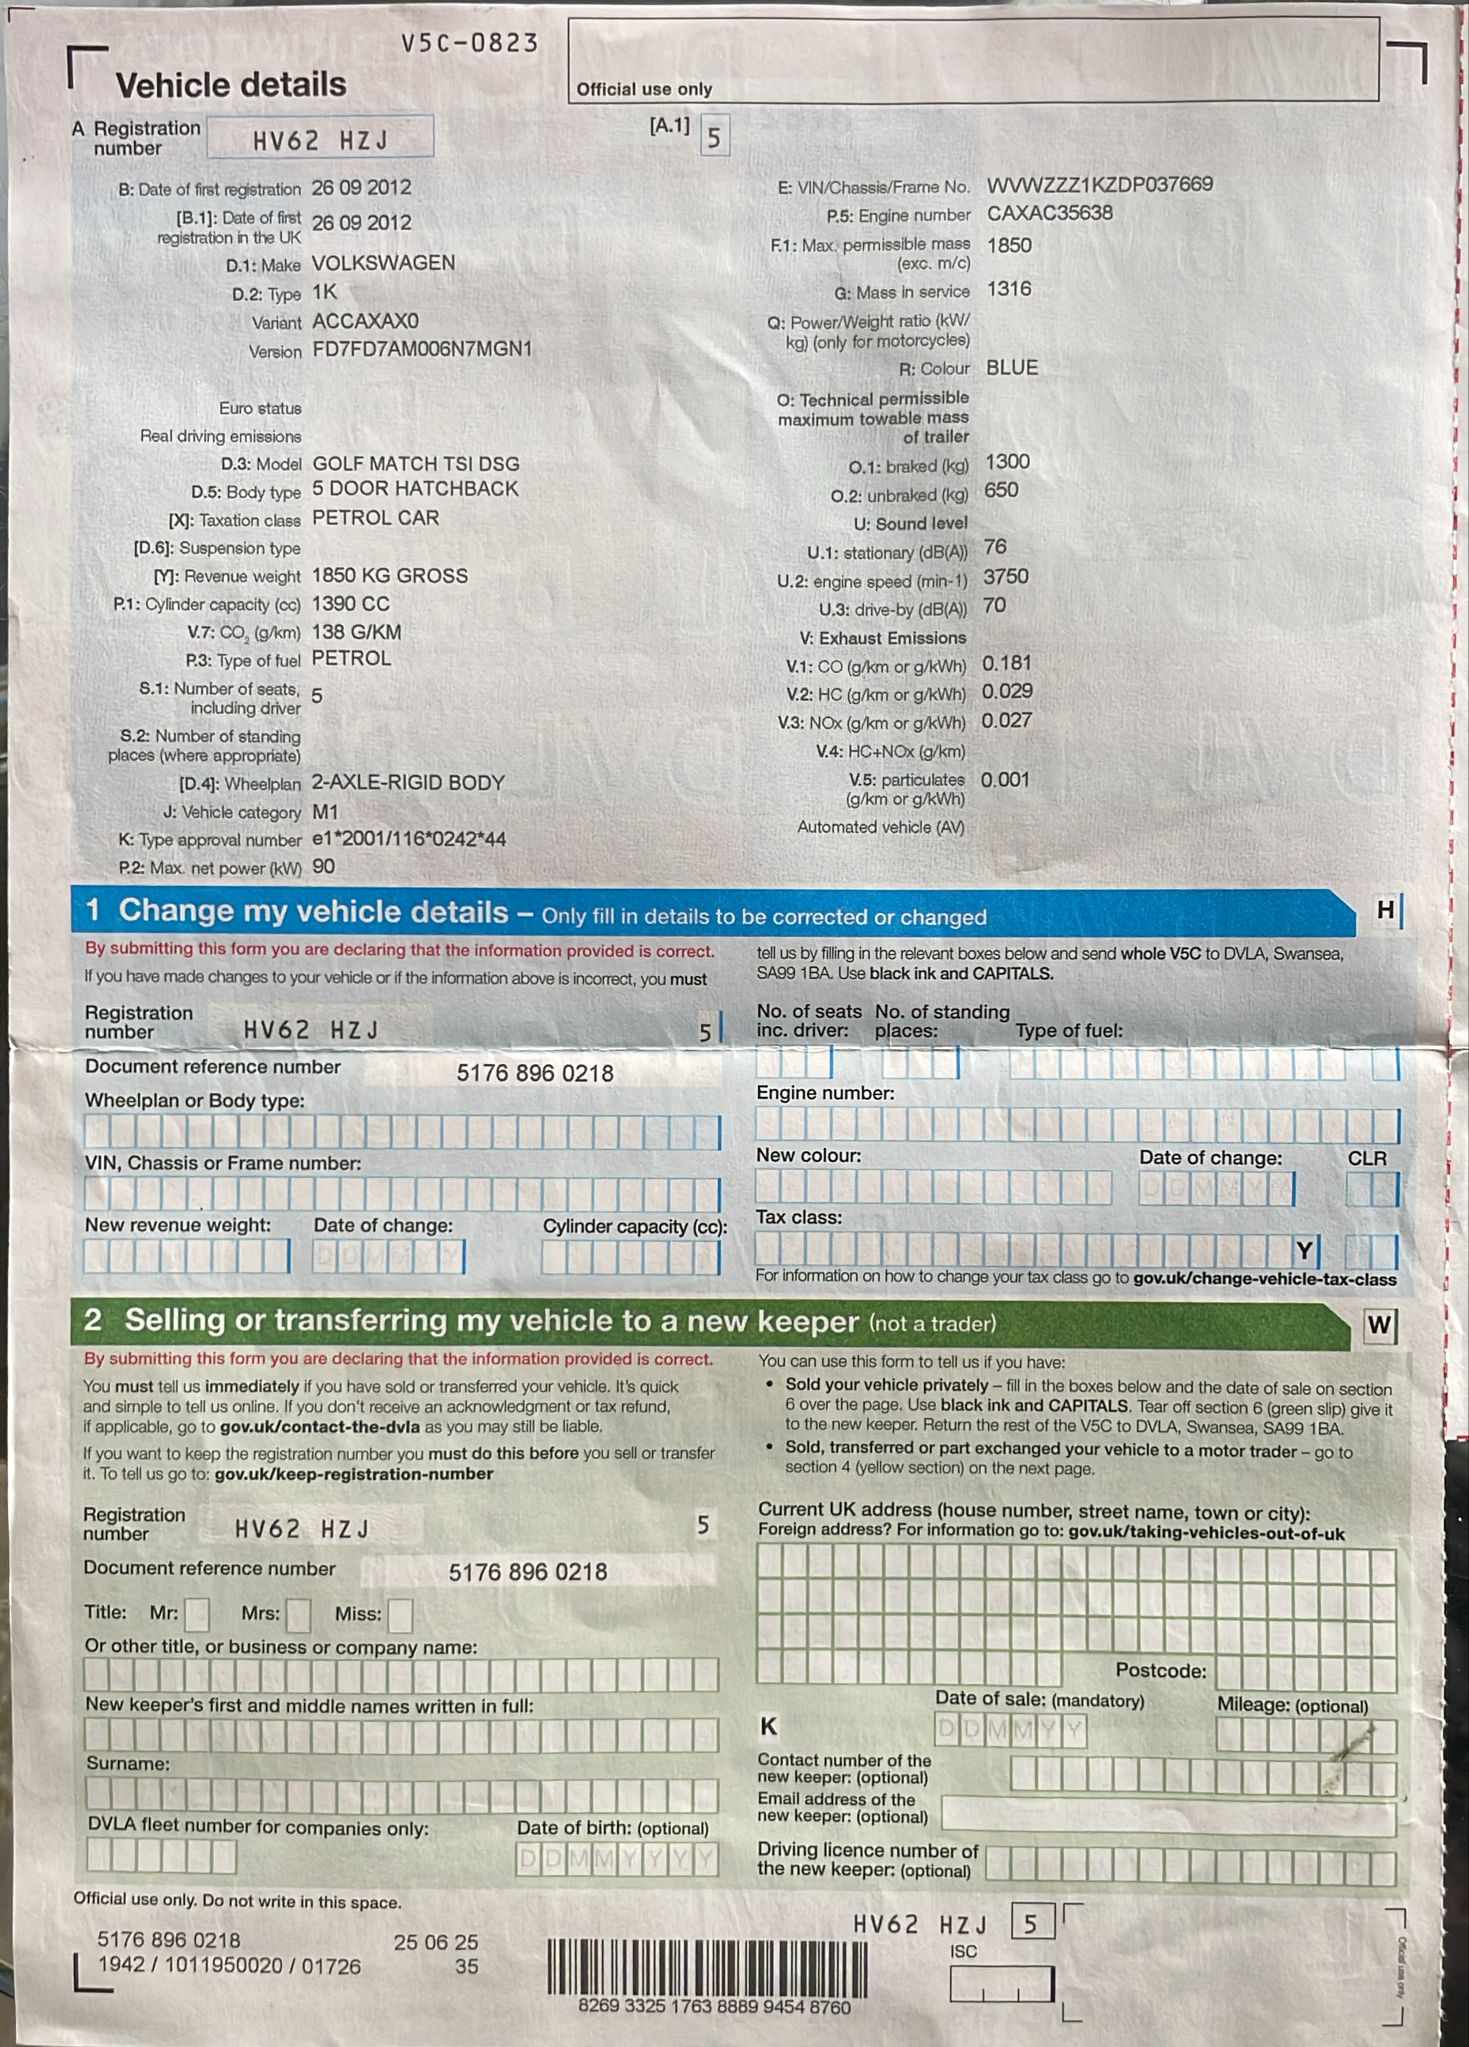 V5C-0823
Vehicle details
Official use only
A Registration number HV62 HZJ
[A.1] 5
B: Date of first registration 26 09 2012
[B.1]: Date of first registration in the UK 26 09 2012
D.1: Make VOLKSWAGEN
D.2: Type 1K
Variant ACCAXAX0
Version FD7FD7AM006N7MGN1
Euro status
Real driving emissions
D.3: Model GOLF MATCH TSI DSG
D.5: Body type 5 DOOR HATCHBACK
[X]: Taxation class PETROL CAR
[D.6]: Suspension type
[Y]: Revenue weight 1850 KG GROSS
P.1: Cylinder capacity (cc) 1390 CC
V.7: CO2 (g/km) 138 G/KM
P.3: Type of fuel PETROL
S.1: Number of seats, including driver 5
S.2: Number of standing places (where appropriate)
[D.4]: Wheelplan 2-AXLE-RIGID BODY
J: Vehicle category M1
K: Type approval number e1*2001/116*0242*44
P.2: Max. net power (kW) 90
E: VIN/Chassis/Frame No. WVWZZZ1KZDP037669
P.5: Engine number CAXAC35638
F.1: Max. permissible mass (exc. m/c) 1850
G: Mass in service 1316
Q: Power/Weight ratio (kW/kg) (only for motorcycles)
R: Colour BLUE
O: Technical permissible maximum towable mass of trailer
O.1: braked (kg) 1300
O.2: unbraked (kg) 650
U: Sound level
U.1: stationary (dB(A)) 76
U.2: engine speed (min-1) 3750
U.3: drive-by (dB(A)) 70
V: Exhaust Emissions
V.1: CO (g/km or g/kWh) 0.181
V.2: HC (g/km or g/kWh) 0.029
V.3: NOx (g/km or g/kWh) 0.027
V.4: HC+NOx (g/km)
V.5: particulates (g/km or g/kWh) 0.001
Automated vehicle (AV)
1 Change my vehicle details – Only fill in details to be corrected or changed
H
By submitting this form you are declaring that the information provided is correct.
If you have made changes to your vehicle or if the information above is incorrect, you must
tell us by filling in the relevant boxes below and send whole V5C to DVLA, Swansea,
SA99 1BA. Use black ink and CAPITALS.
Registration number HV62 HZJ 5
Document reference number 5176 896 0218
Wheelplan or Body type:
VIN, Chassis or Frame number:
New revenue weight: Date of change: Cylinder capacity (cc):
DDMMYY
No. of seats inc. driver: No. of standing places: Type of fuel:
Engine number:
New colour: Date of change: CLR
DDMMYY
Tax class:
Y
For information on how to change your tax class go to gov.uk/change-vehicle-tax-class
2 Selling or transferring my vehicle to a new keeper (not a trader)
W
By submitting this form you are declaring that the information provided is correct.
You must tell us immediately if you have sold or transferred your vehicle. It's quick
and simple to tell us online. If you don't receive an acknowledgment or tax refund,
if applicable, go to gov.uk/contact-the-dvla as you may still be liable.
If you want to keep the registration number you must do this before you sell or transfer
it. To tell us go to: gov.uk/keep-registration-number
You can use this form to tell us if you have:
• Sold your vehicle privately – fill in the boxes below and the date of sale on section
6 over the page. Use black ink and CAPITALS. Tear off section 6 (green slip) give it
to the new keeper. Return the rest of the V5C to DVLA, Swansea, SA99 1BA.
• Sold, transferred or part exchanged your vehicle to a motor trader – go to
section 4 (yellow section) on the next page.
Registration number HV62 HZJ 5
Document reference number 5176 896 0218
Title: Mr: Mrs: Miss:
Or other title, or business or company name:
New keeper's first and middle names written in full:
Surname:
DVLA fleet number for companies only: Date of birth: (optional)
DDMMYYYY
Current UK address (house number, street name, town or city):
Foreign address? For information go to: gov.uk/taking-vehicles-out-of-uk
Postcode:
Date of sale: (mandatory) Mileage: (optional)
K DDMMYY
Contact number of the new keeper: (optional)
Email address of the new keeper: (optional)
Driving licence number of the new keeper: (optional)
Official use only. Do not write in this space.
5176 896 0218 25 06 25
1942 / 1011950020 / 01726 35
8269 3325 1763 8889 9454 8760
HV62 HZJ 5
ISC
Official use only